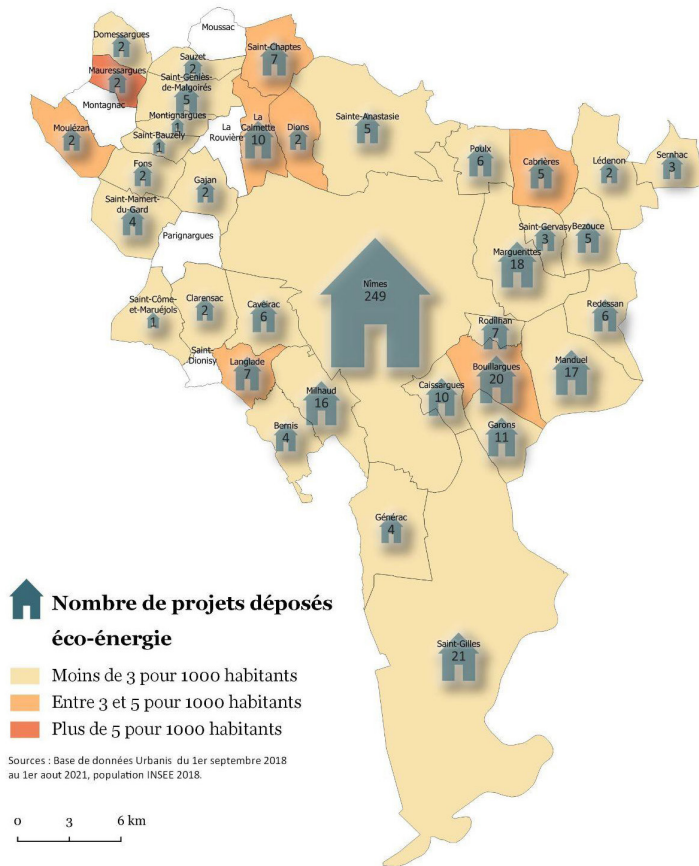 Moussac
Domessargues
2
Saint-Chaptes
7
Sauzet
2
Mauressargues
2
Saint-Géniès-
de-Malgoirès
5
Montagnac
Montignargues
1
La
Rouvière
La
Calmette
10
Dions
2
Sainte-Anastasie
5
Moulézan
2
Saint-Bauzély
1
Poulx
6
Cabrières
5
Lédenon
2
Sernhac
3
Fons
2
Gajan
2
Saint-Mamert-
du-Gard
4
Parignargues
Saint-Gervasy
3
Bezouce
5
Marguerittes
18
Nîmes
249
Saint-Côme-
et-Maruéjols
1
Clarensac
2
Caveirac
6
Redessan
6
Rodilhan
7
Saint-
Dionisy
Langlade
7
Bouillargues
20
Manduel
17
Milhaud
16
Caissargues
10
Bernis
4
Garons
11
Générac
4
Saint-Gilles
21
Nombre de projets déposés
éco-énergie
Moins de 3 pour 1000 habitants
Entre 3 et 5 pour 1000 habitants
Plus de 5 pour 1000 habitants
Sources : Base de données Urbanis du 1er septembre 2018
au 1er aout 2021, population INSEE 2018.
0 3 6 km